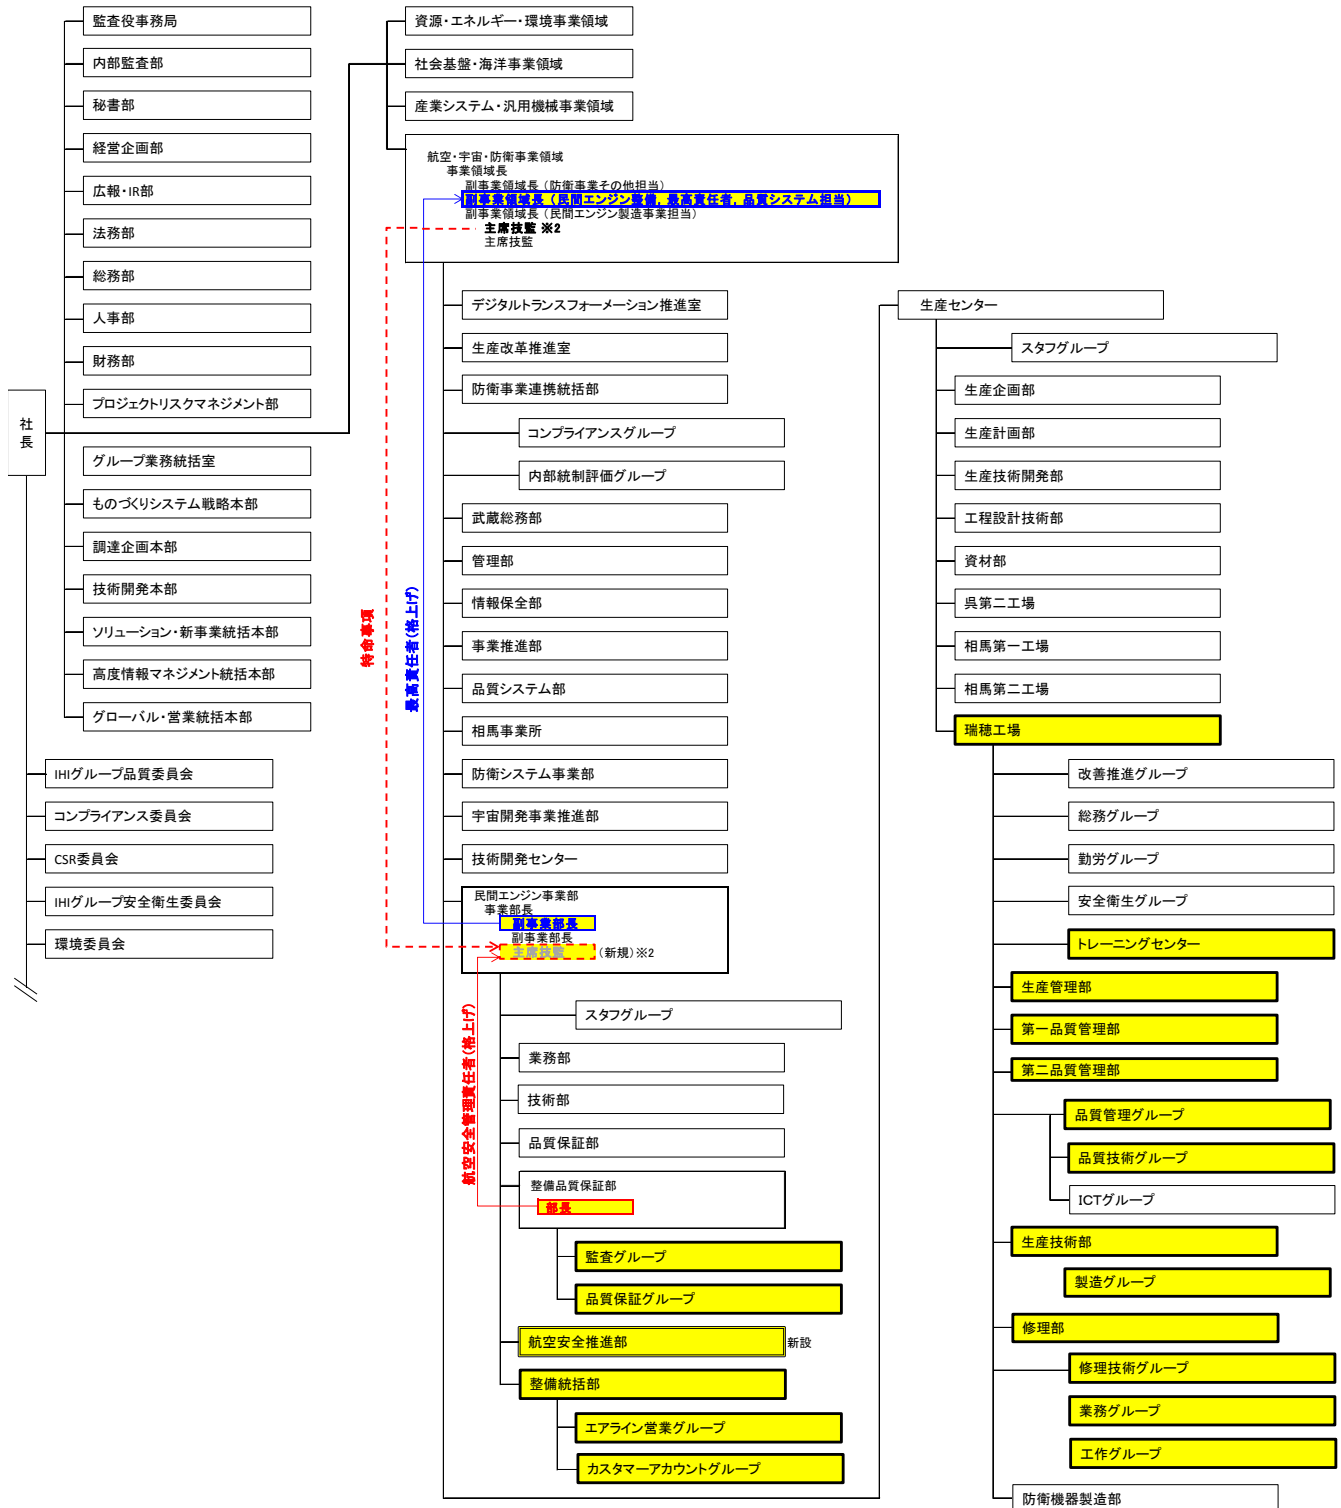 社長
監査役事務局
内部監査部
秘書部
経営企画部
広報・IR部
法務部
総務部
人事部
財務部
プロジェクトリスクマネジメント部
グループ業務統括室
ものづくりシステム戦略本部
調達企画本部
技術開発本部
ソリューション・新事業統括本部
高度情報マネジメント統括本部
グローバル・営業統括本部
IHIグループ品質委員会
コンプライアンス委員会
CSR委員会
IHIグループ安全衛生委員会
環境委員会
資源・エネルギー・環境事業領域
社会基盤・海洋事業領域
産業システム・汎用機械事業領域
航空・宇宙・防衛事業領域
事業領域長
副事業領域長（防衛事業その他担当）
副事業領域長（民間エンジン整備，最高責任者，品質システム担当）
副事業領域長（民間エンジン製造事業担当）
主席技監 ※2
主席技監
特命事項
最高責任者(格上げ)
デジタルトランスフォーメーション推進室
生産改革推進室
防衛事業連携統括部
コンプライアンスグループ
内部統制評価グループ
武蔵総務部
管理部
情報保全部
事業推進部
品質システム部
相馬事業所
防衛システム事業部
宇宙開発事業推進部
技術開発センター
民間エンジン事業部
事業部長
副事業部長
副事業部長
主席技監 (新規)※2
航空安全管理責任者(格上げ)
スタフグループ
業務部
技術部
品質保証部
整備品質保証部
部長
監査グループ
品質保証グループ
航空安全推進部 新設
整備統括部
エアライン営業グループ
カスタマーアカウントグループ
生産センター
スタフグループ
生産企画部
生産計画部
生産技術開発部
工程設計技術部
資材部
呉第二工場
相馬第一工場
相馬第二工場
瑞穂工場
改善推進グループ
総務グループ
勤労グループ
安全衛生グループ
トレーニングセンター
生産管理部
第一品質管理部
第二品質管理部
品質管理グループ
品質技術グループ
ICTグループ
生産技術部
製造グループ
修理部
修理技術グループ
業務グループ
工作グループ
防衛機器製造部